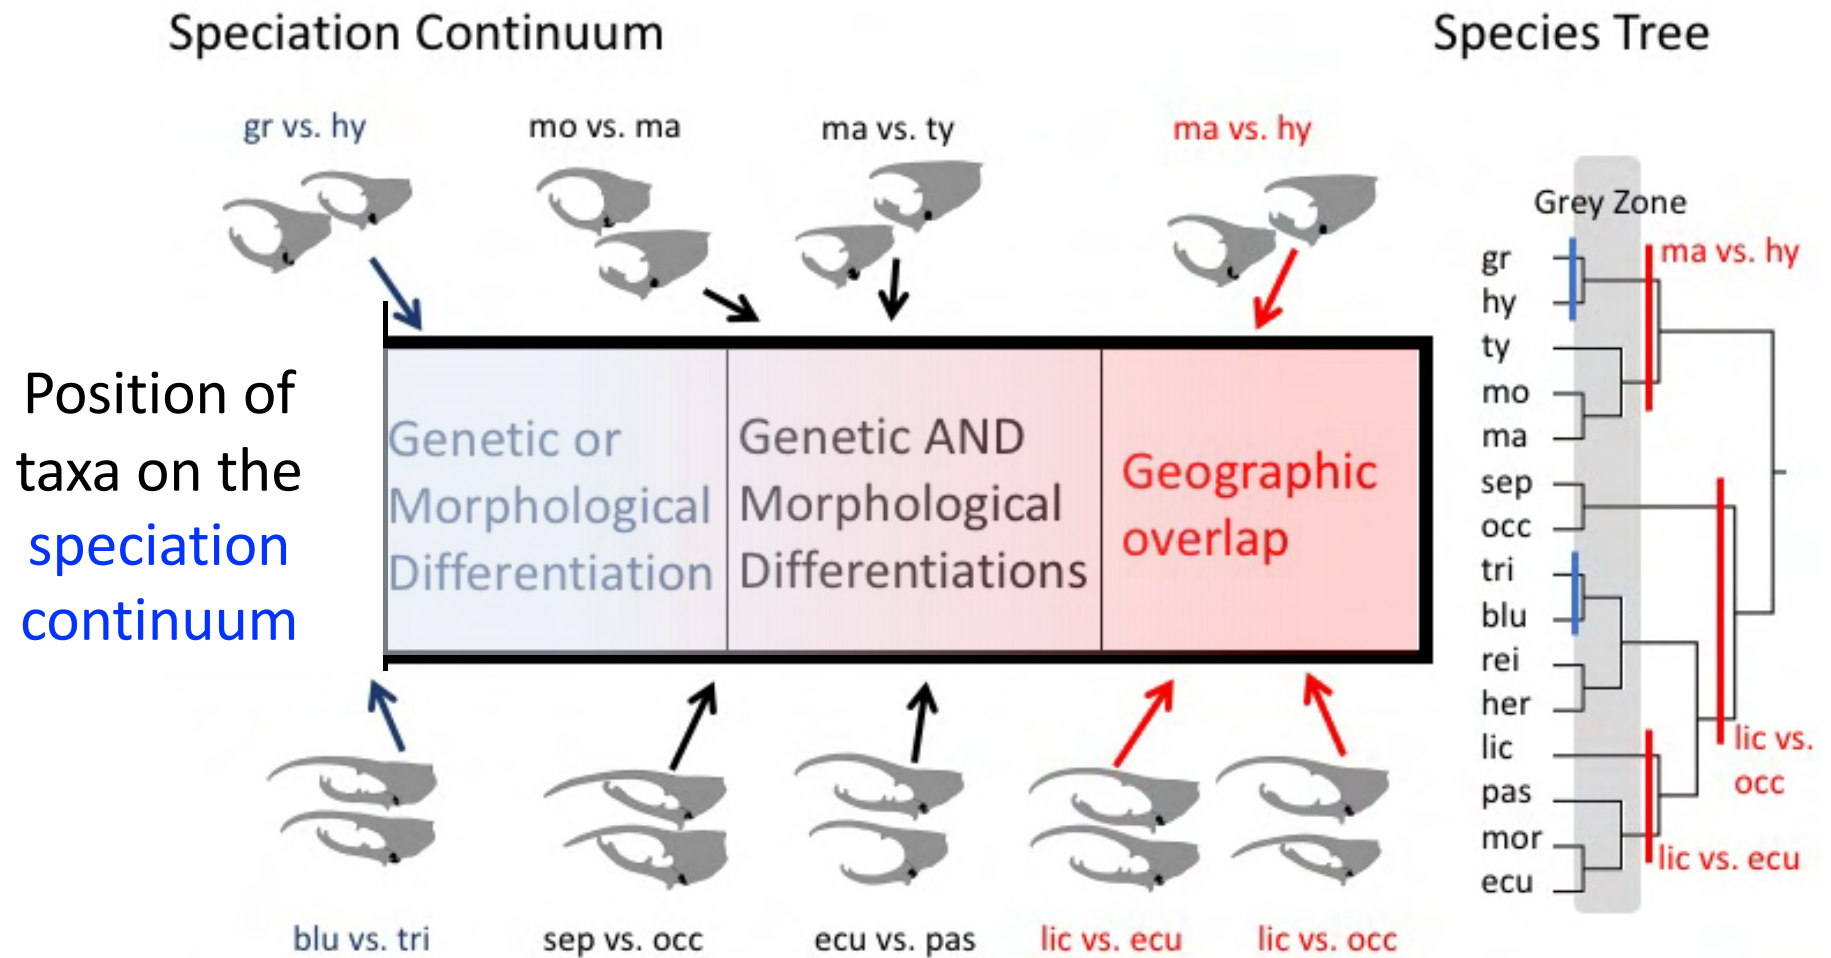 Speciation Continuum
Species Tree
gr vs. hy
mo vs. ma
ma vs. ty
ma vs. hy
Position of
taxa on the
speciation
continuum
Genetic or
Morphological
Differentiation
Genetic AND
Morphological
Differentiations
Geographic
overlap
blu vs. tri
sep vs. occ
ecu vs. pas
lic vs. ecu
lic vs. occ
Grey Zone
ma vs. hy
gr
hy
ty
mo
ma
sep
occ
tri
blu
rei
her
lic
pas
mor
ecu
lic vs.
occ
lic vs. ecu